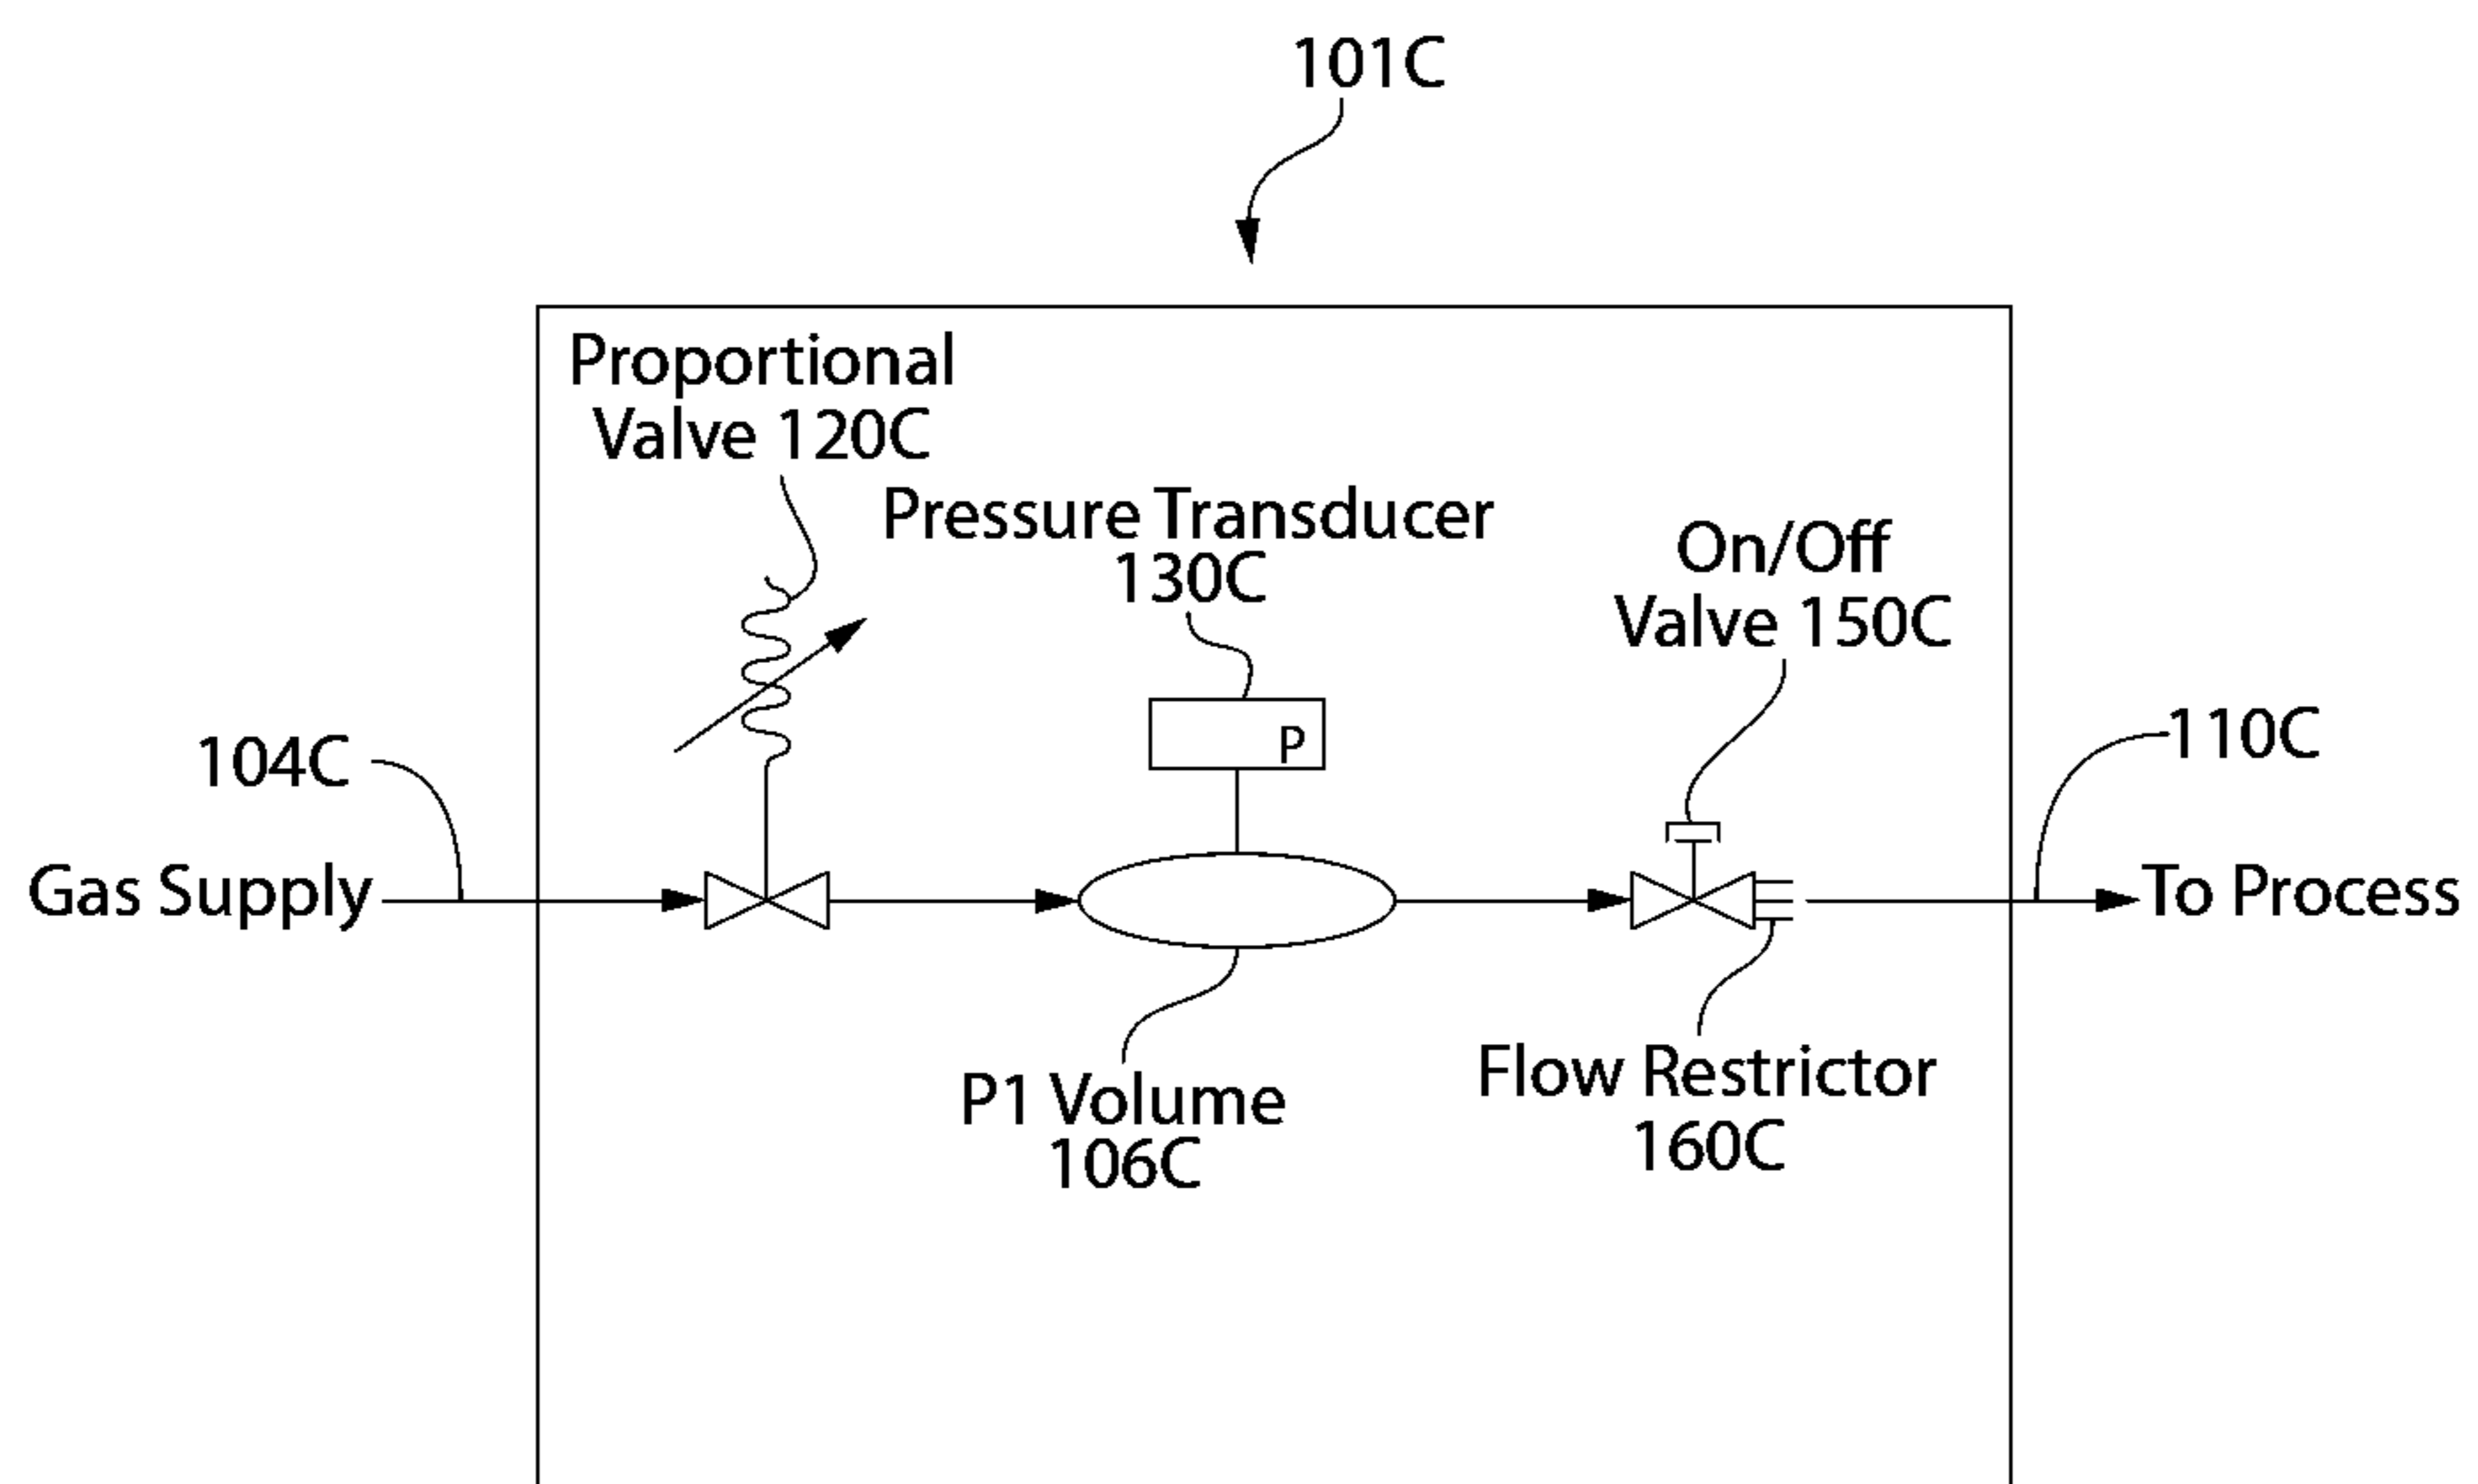 101C
Proportional
Valve 120C
Pressure Transducer
130C
On/Off
Valve 150C
P
104C
110C
Gas Supply
To Process
P1 Volume
106C
Flow Restrictor
160C